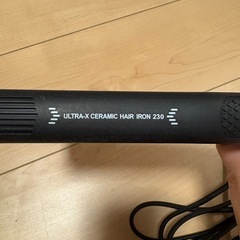 ULTRA-X CERAMIC HAIR IRON 230